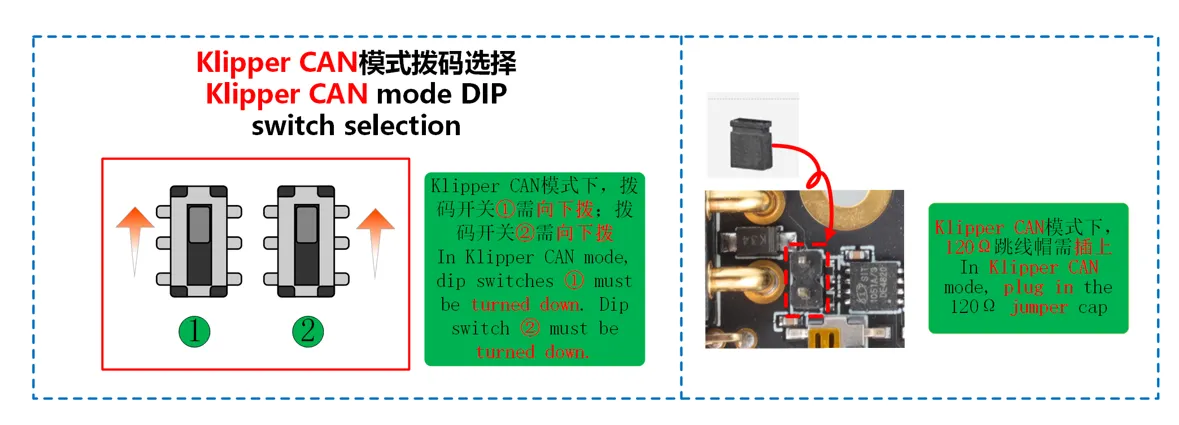 Klipper CAN模式拨码选择
Klipper CAN mode DIP
switch selection
Klipper CAN模式下，拨
码开关①需向下拨；拨
码开关②需向下拨
In Klipper CAN mode,
dip switches ① must
be turned down. Dip
switch ② must be
turned down.
1
2
K34
SIT
1051A/3
Klipper CAN模式下，
120Ω跳线帽需插上
In Klipper CAN
mode, plug in the
120Ω jumper cap